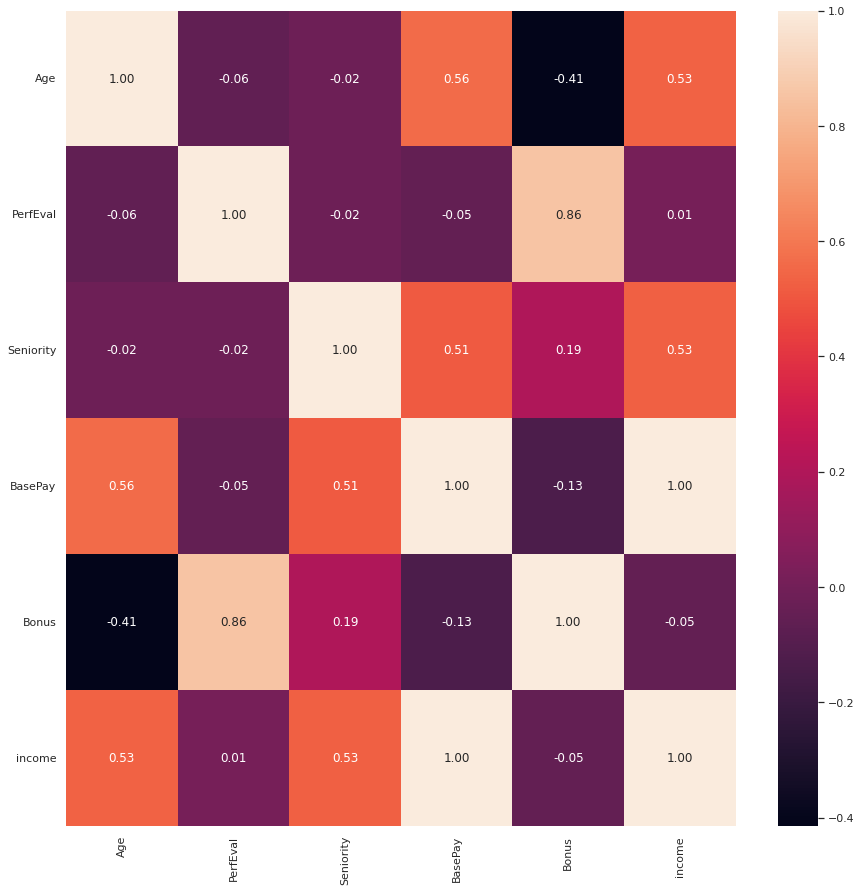 1.0
Age 1.00 -0.06 -0.02 0.56 -0.41 0.53
0.8
PerfEval -0.06 1.00 -0.02 -0.05 0.86 0.01
0.6
Seniority -0.02 -0.02 1.00 0.51 0.19 0.53
0.4
0.2
BasePay 0.56 -0.05 0.51 1.00 -0.13 1.00
0.0
Bonus -0.41 0.86 0.19 -0.13 1.00 -0.05
−0.2
income 0.53 0.01 0.53 1.00 -0.05 1.00
−0.4
Age PerfEval Seniority BasePay Bonus income